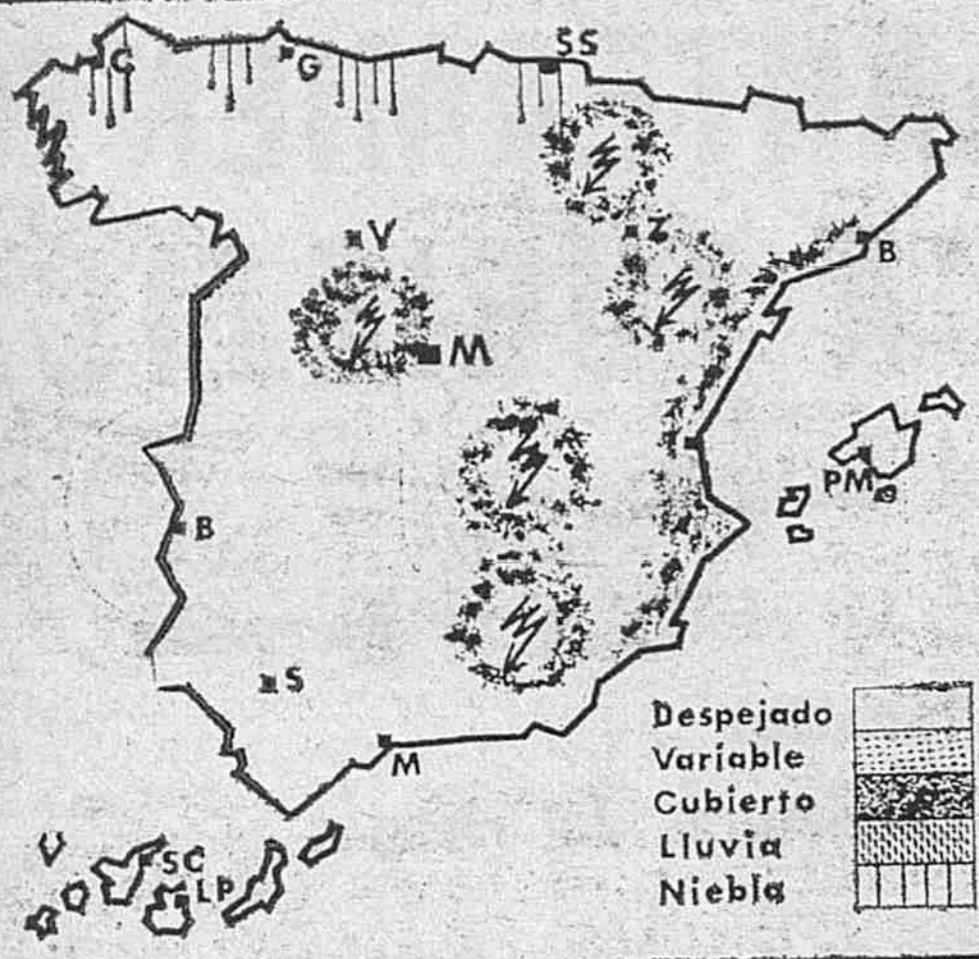 SS
C
G
V
Z
B
M
PM
B
S
M
SC
LP
Despejado
Variable
Cubierto
Lluvia
Niebla